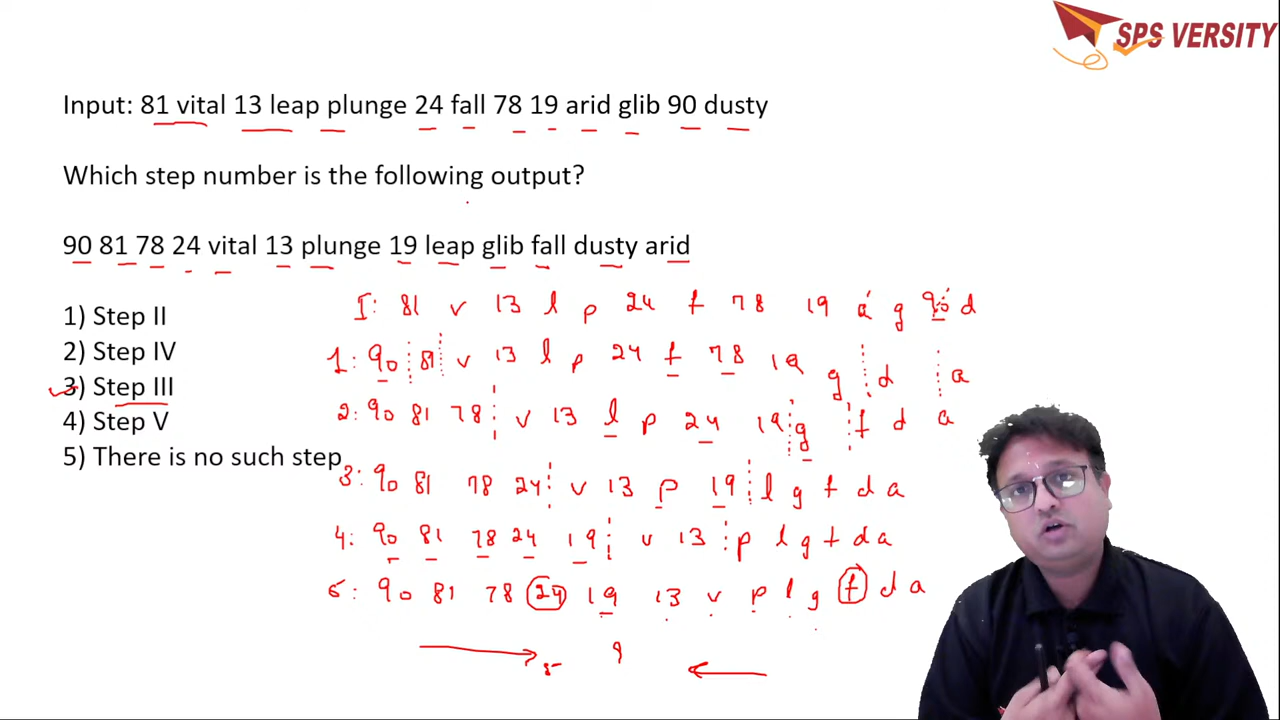 SPS VERSITY
Input: 81 vital 13 leap plunge 24 fall 78 19 arid glib 90 dusty
Which step number is the following output?
90 81 78 24 vital 13 plunge 19 leap glib fall dusty arid
1) Step II
2) Step IV
3) Step III
4) Step V
5) There is no such step
I: 81 v 13 l p 24 f 78 19 a g 90 d
1: 90 81 v 13 l p 24 f 78 19 g d a
2: 90 81 78 v 13 l p 24 19 g f d a
3: 90 81 78 24 v 13 p 19 l g f d a
4: 90 81 78 24 19 v 13 p l g f d a
5: 90 81 78 24 19 13 v p l g f d a